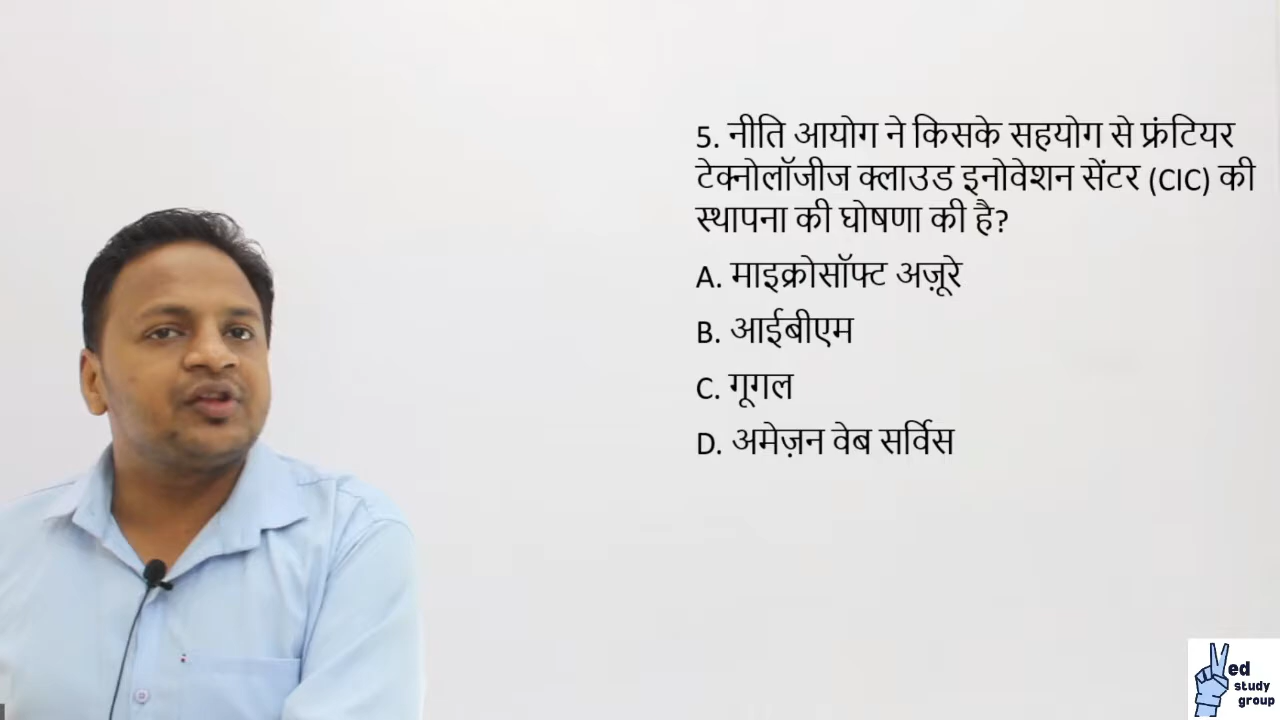 5. नीति आयोग ने किसके सहयोग से फ्रंटियर
टेक्नोलॉजीज क्लाउड इनोवेशन सेंटर (CIC) की
स्थापना की घोषणा की है?
A. माइक्रोसॉफ्ट अज़ूरे
B. आईबीएम
C. गूगल
D. अमेज़न वेब सर्विस
Ved
study
group